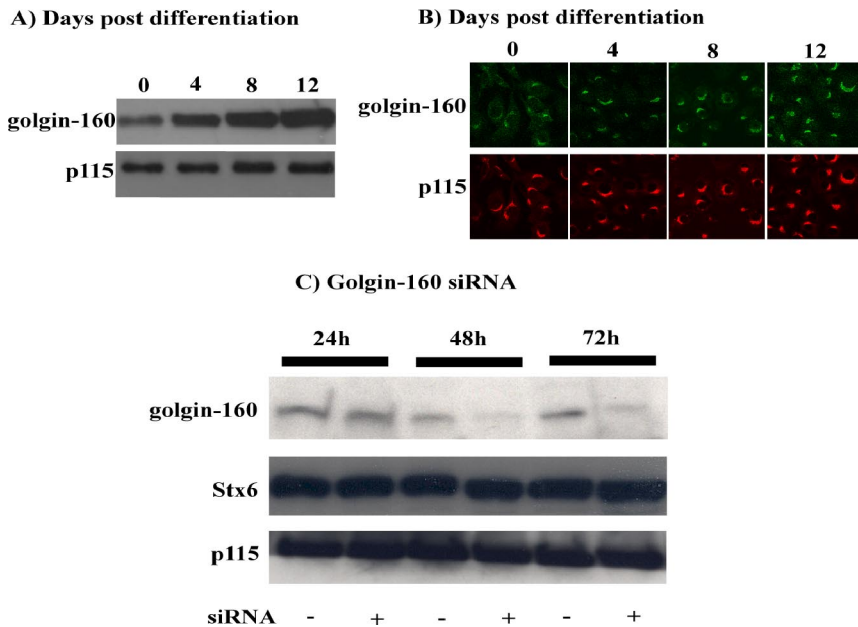 A) Days post differentiation
0 4 8 12
golgin-160
p115
B) Days post differentiation
0 4 8 12
golgin-160
p115
C) Golgin-160 siRNA
24h 48h 72h
golgin-160
Stx6
p115
siRNA - + - + - +